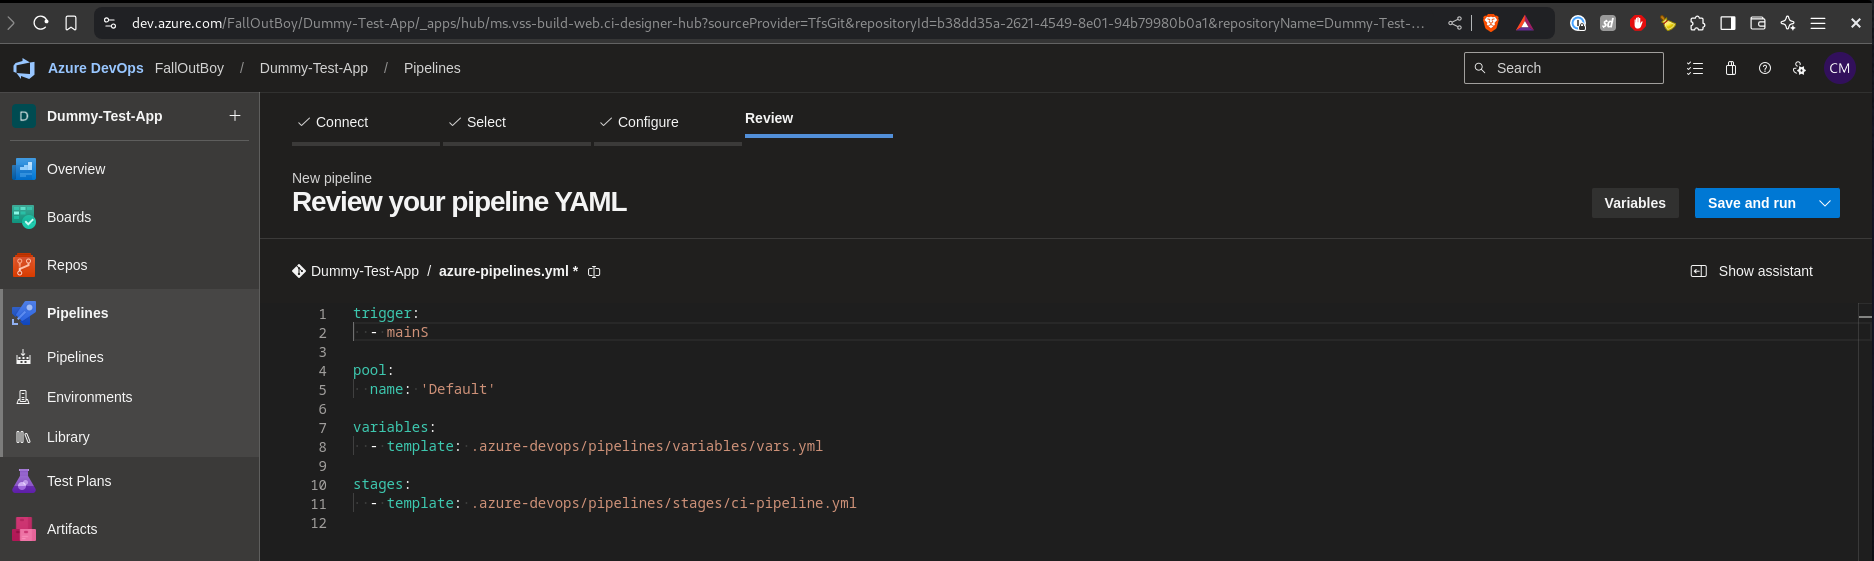 dev.azure.com/FallOutBoy/Dummy-Test-App/_apps/hub/ms.vss-build-web.ci-designer-hub?sourceProvider=TfsGit&repositoryId=b38dd35a-2621-4549-8e01-94b79980b0a1&repositoryName=Dummy-Test-...
sd
Azure DevOps FallOutBoy / Dummy-Test-App / Pipelines
Search
CM
D Dummy-Test-App
Overview
Boards
Repos
Pipelines
Pipelines
Environments
Library
Test Plans
Artifacts
Connect
Select
Configure
Review
New pipeline
Review your pipeline YAML
Variables
Save and run
Dummy-Test-App / azure-pipelines.yml *
Show assistant
1 trigger:
2 - mainS
3
4 pool:
5 name: 'Default'
6
7 variables:
8 - template: .azure-devops/pipelines/variables/vars.yml
9
10 stages:
11 - template: .azure-devops/pipelines/stages/ci-pipeline.yml
12